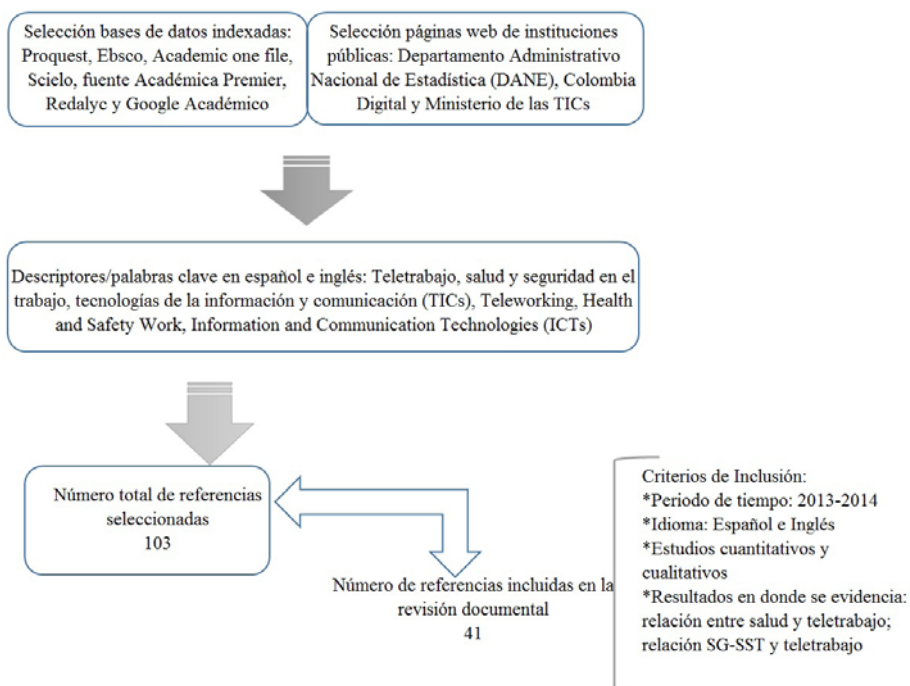 Selección bases de datos indexadas:
Proquest, Ebsco, Academic one file,
Scielo, fuente Académica Premier,
Redalyc y Google Académico
Selección páginas web de instituciones
públicas: Departamento Administrativo
Nacional de Estadística (DANE), Colombia
Digital y Ministerio de las TICs
Descriptores/palabras clave en español e inglés: Teletrabajo, salud y seguridad en el
trabajo, tecnologías de la información y comunicación (TICs), Teleworking, Health
and Safety Work, Information and Communication Technologies (ICTs)
Número total de referencias
seleccionadas
103
Número de referencias incluidas en la
revisión documental
41
Criterios de Inclusión:
*Periodo de tiempo: 2013-2014
*Idioma: Español e Inglés
*Estudios cuantitativos y
cualitativos
*Resultados en donde se evidencia:
relación entre salud y teletrabajo;
relación SG-SST y teletrabajo